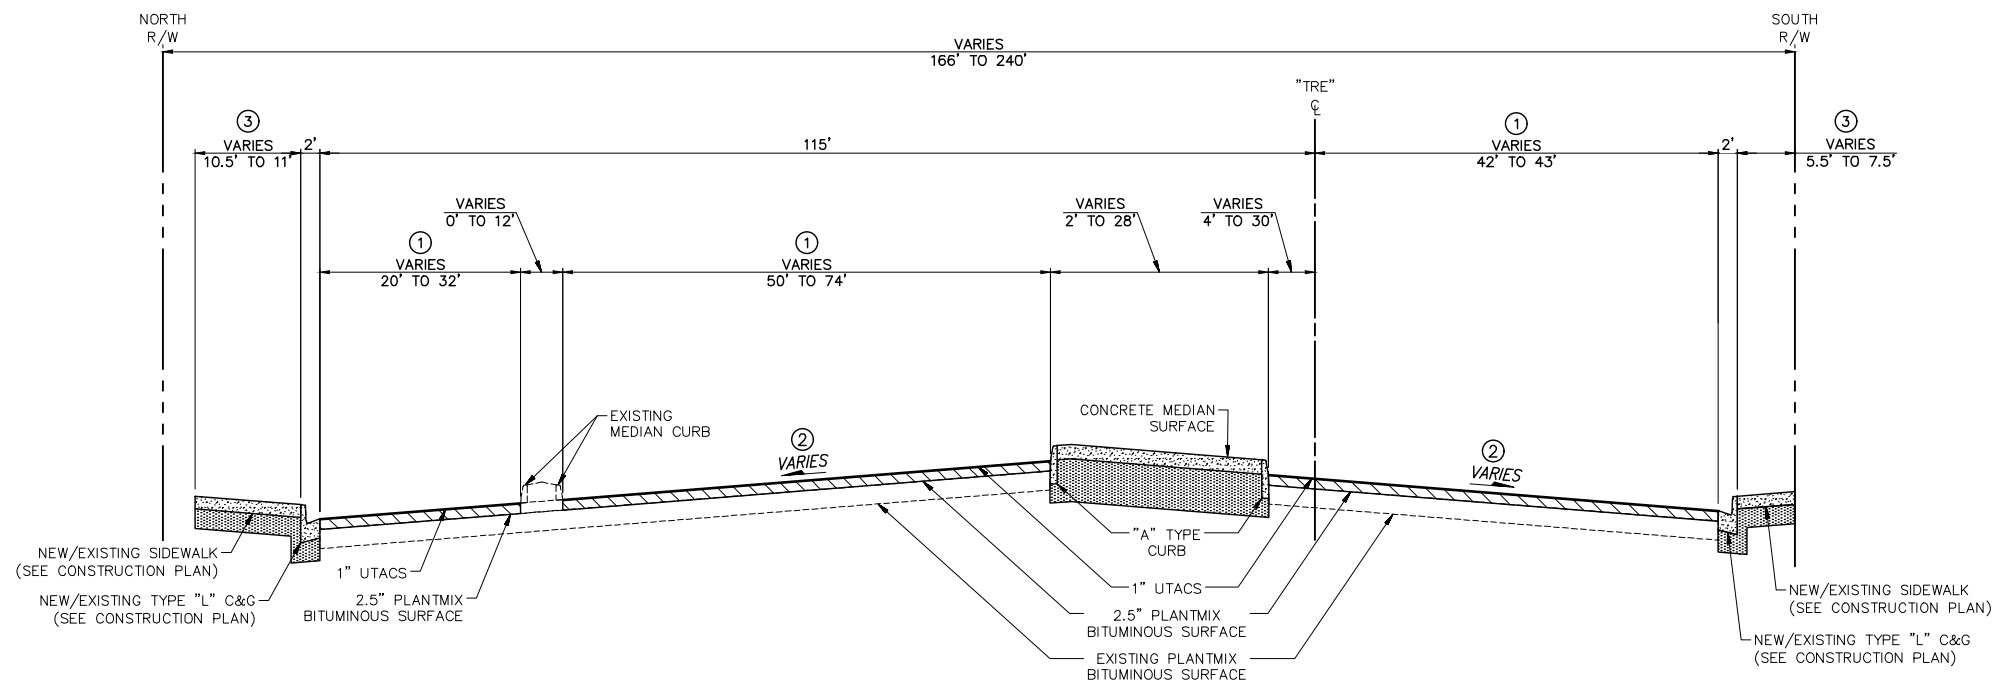 NORTH
R/W
SOUTH
R/W
VARIES
166' TO 240'
"TRE"
℄
3
VARIES
10.5' TO 11'
2'
115'
1
VARIES
42' TO 43'
2'
3
VARIES
5.5' TO 7.5'
VARIES
0' TO 12'
VARIES
2' TO 28'
VARIES
4' TO 30'
1
VARIES
20' TO 32'
1
VARIES
50' TO 74'
EXISTING
MEDIAN CURB
CONCRETE MEDIAN
SURFACE
2
VARIES
2
VARIES
NEW/EXISTING SIDEWALK
(SEE CONSTRUCTION PLAN)
NEW/EXISTING TYPE "L" C&G
(SEE CONSTRUCTION PLAN)
1" UTACS
2.5" PLANTMIX
BITUMINOUS SURFACE
"A" TYPE
CURB
1" UTACS
2.5" PLANTMIX
BITUMINOUS SURFACE
EXISTING PLANTMIX
BITUMINOUS SURFACE
NEW/EXISTING SIDEWALK
(SEE CONSTRUCTION PLAN)
NEW/EXISTING TYPE "L" C&G
(SEE CONSTRUCTION PLAN)